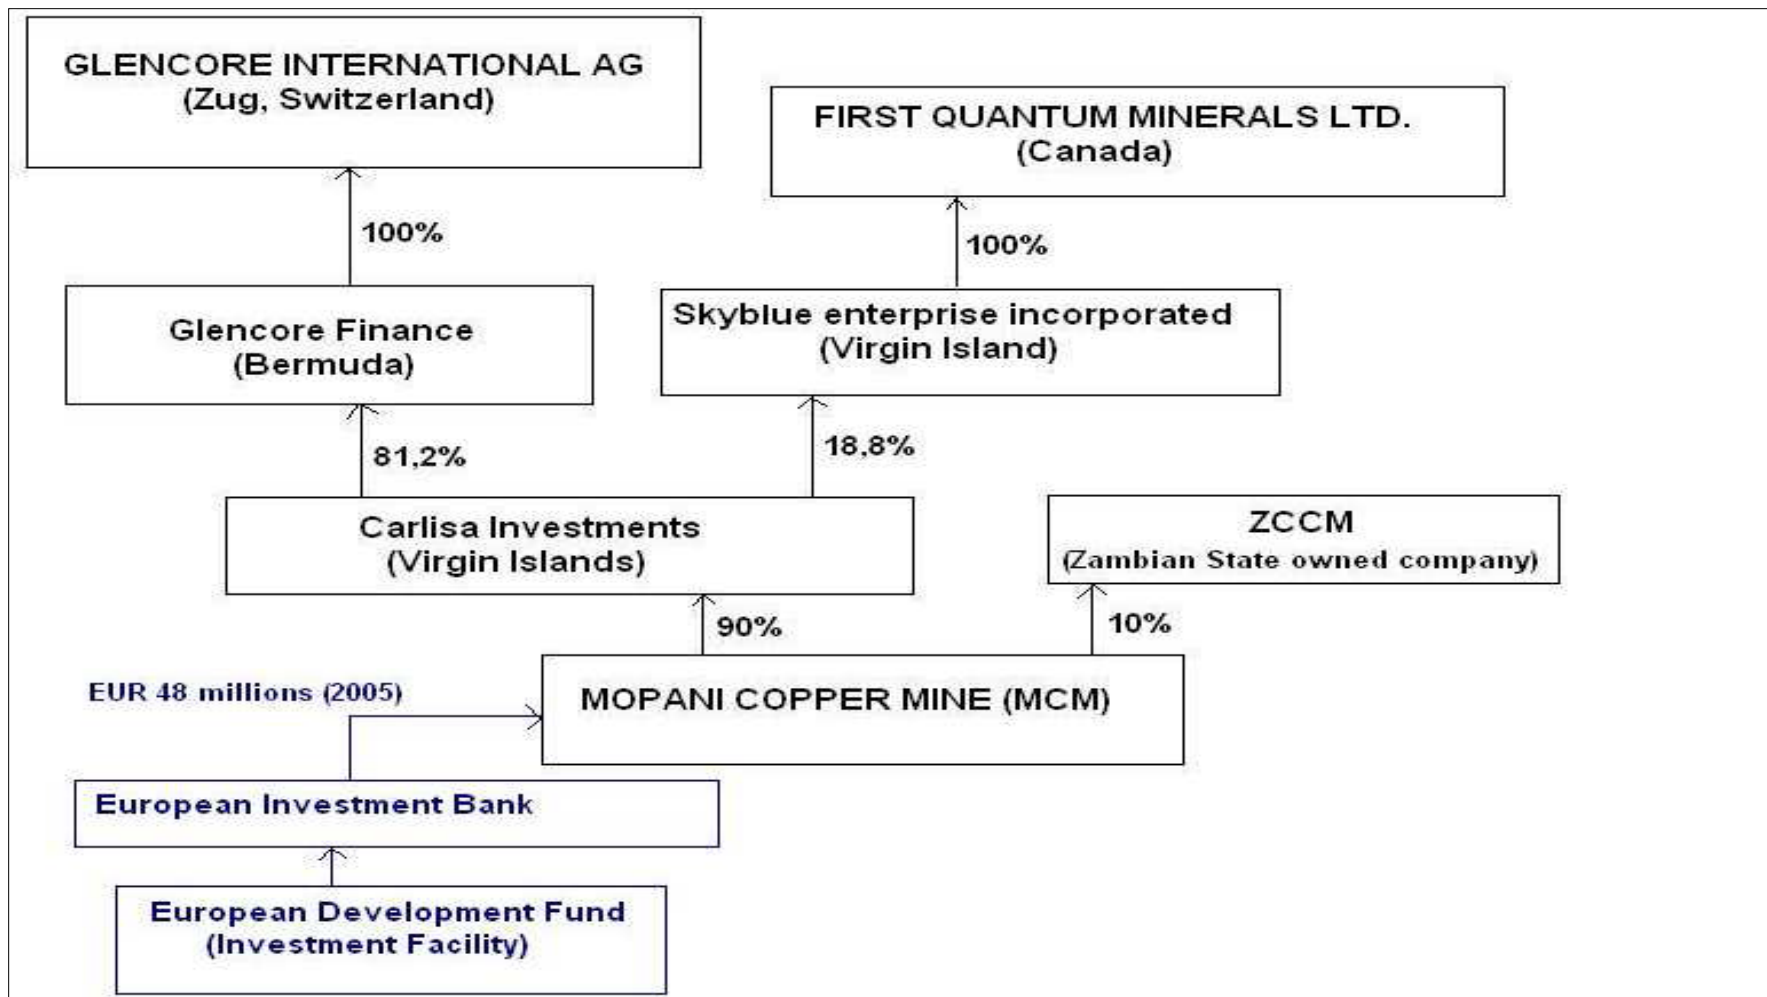 GLENCORE INTERNATIONAL AG
(Zug, Switzerland)
FIRST QUANTUM MINERALS LTD.
(Canada)
100%
100%
Glencore Finance
(Bermuda)
Skyblue enterprise incorporated
(Virgin Island)
81,2%
18,8%
Carlisa Investments
(Virgin Islands)
ZCCM
(Zambian State owned company)
90%
10%
EUR 48 millions (2005)
MOPANI COPPER MINE (MCM)
European Investment Bank
European Development Fund
(Investment Facility)